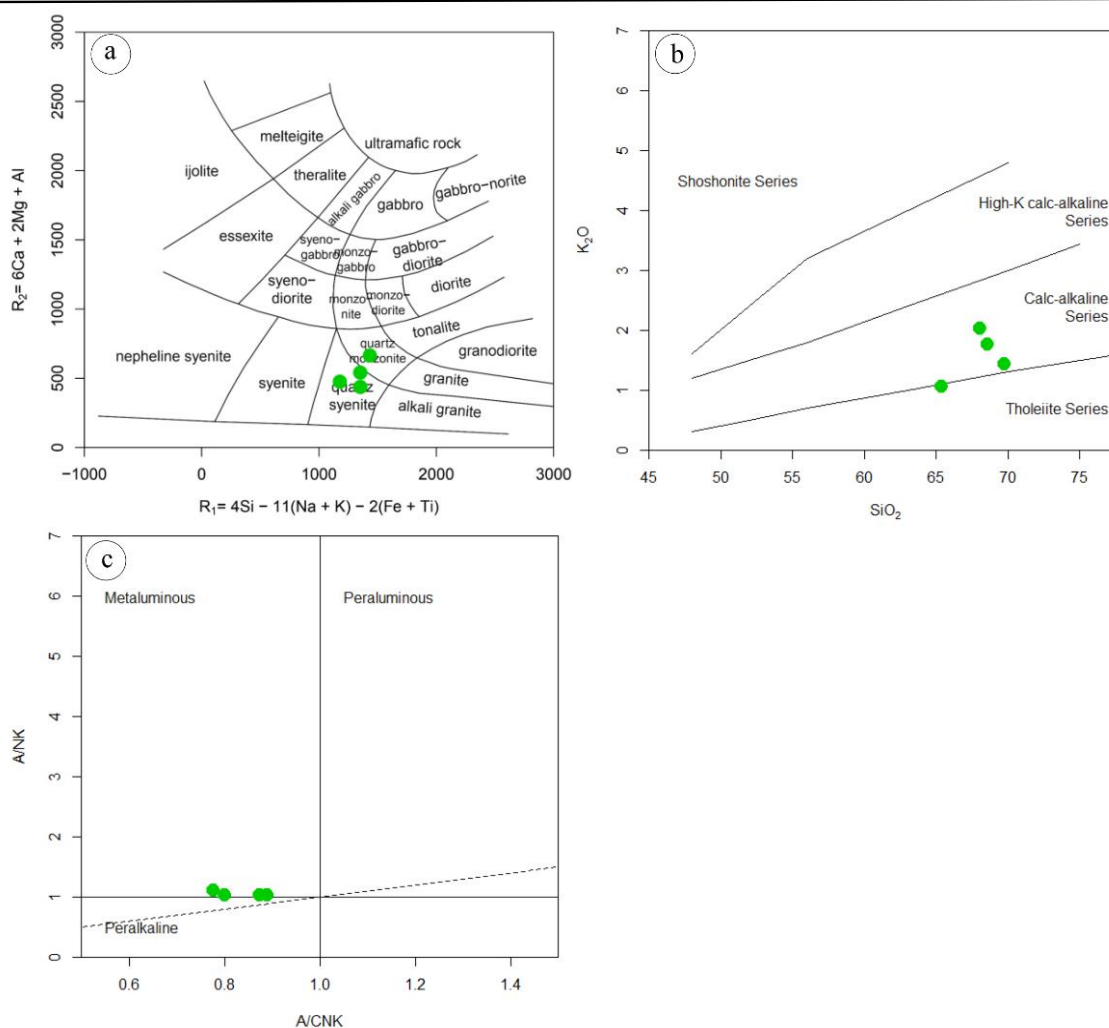 a
3000
2500
2000
1500
1000
500
0
R₂= 6Ca + 2Mg + Al
melteigite
ultramafic rock
ijolite
theralite
alkali gabbro
gabbro−norite
gabbro
essexite
syeno−
gabbro
monzo−
gabbro
gabbro−
diorite
syeno−
diorite
monzo−
nite
monzo−
diorite
diorite
tonalite
nepheline syenite
quartz
monzonite
granodiorite
syenite
granite
quartz
syenite
alkali granite
−1000
0
1000
2000
3000
R₁= 4Si − 11(Na + K) − 2(Fe + Ti)
b
7
6
5
4
3
2
1
0
K₂O
Shoshonite Series
High-K calc-alkaline
Series
Calc-alkaline
Series
Tholeiite Series
45
50
55
60
65
70
75
SiO₂
c
7
6
5
4
3
2
1
0
A/NK
Metaluminous
Peraluminous
Peralkaline
0.6
0.8
1.0
1.2
1.4
A/CNK